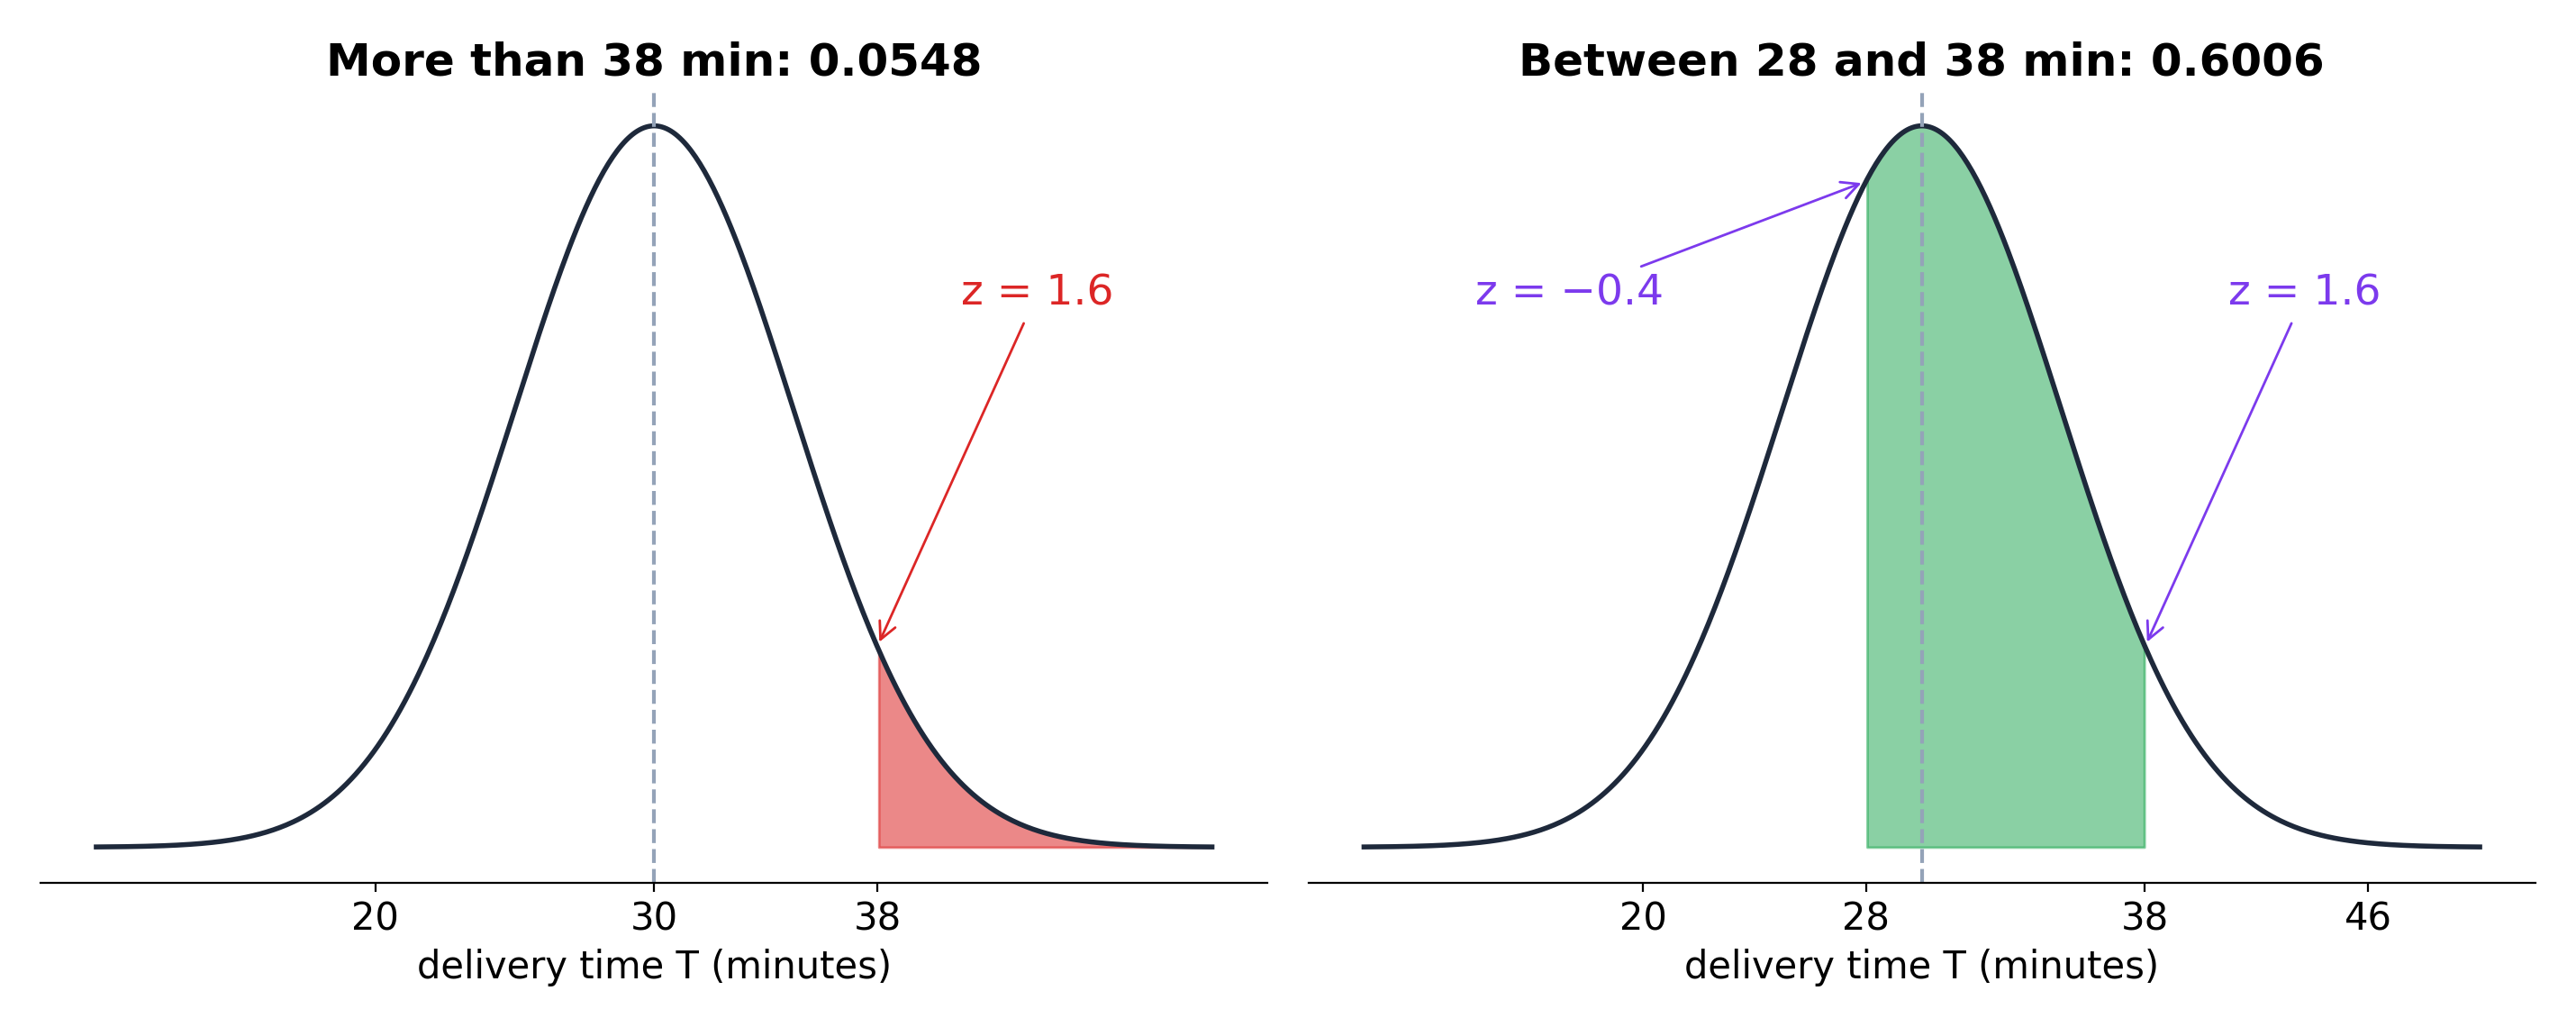 More than 38 min: 0.0548
z = 1.6
20 30 38
delivery time T (minutes)
Between 28 and 38 min: 0.6006
z = −0.4
z = 1.6
20 28 38 46
delivery time T (minutes)